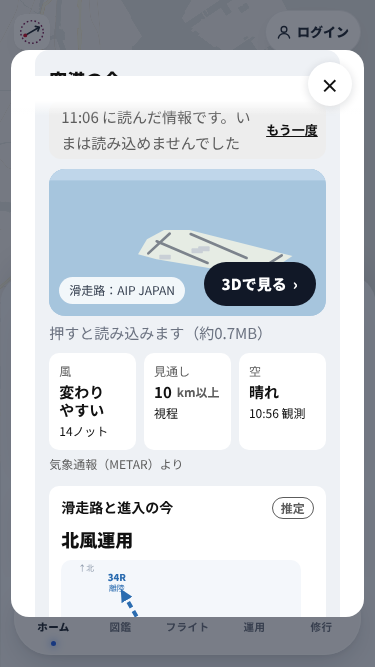 ログイン
空港の今
×
11:06 に読んだ情報です。い
まは読み込めませんでした
もう一度
滑走路：AIP JAPAN
3Dで見る ›
押すと読み込みます（約0.7MB）
風
変わり
やすい
14ノット
見通し
10 km以上
視程
空
晴れ
10:56 観測
気象通報（METAR）より
滑走路と進入の今
推定
北風運用
↑北
34R
離陸
ホーム
図鑑
フライト
運用
修行